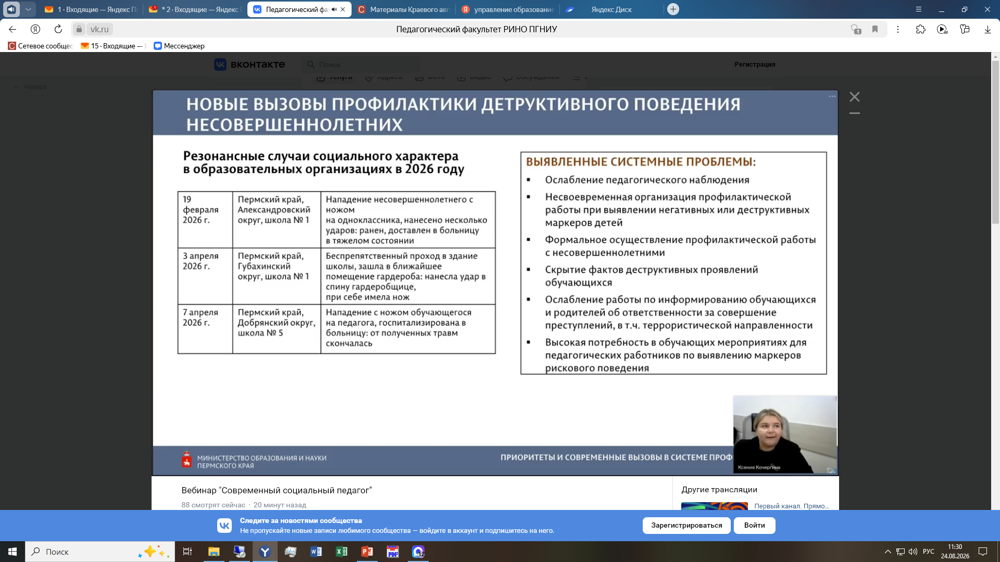 1 · Входящие — Яндекс По
* 2 · Входящие — Яндекс
Педагогический фа
Материалы Краевого авг
управление образование
Яндекс Диск
vk.ru
Педагогический факультет РИНО ПГНИУ
1
Сетевое сообщес
15 · Входящие — Я
Мессенджер
вконтакте
Поиск
Регистрация
Наверх
Услуги
Адреса
Фото
Видео
Обсуждения
НОВЫЕ ВЫЗОВЫ ПРОФИЛАКТИКИ ДЕТРУКТИВНОГО ПОВЕДЕНИЯ
НЕСОВЕРШЕННОЛЕТНИХ
Резонансные случаи социального характера
в образовательных организациях в 2026 году
19
февраля
2026 г.
Пермский край,
Александровский
округ, школа № 1
Нападение несовершеннолетнего с
ножом
на одноклассника, нанесено несколько
ударов: ранен, доставлен в больницу
в тяжелом состоянии
3 апреля
2026 г.
Пермский край,
Губахинский
округ, школа № 1
Беспрепятственный проход в здание
школы, зашла в ближайшее
помещение гардероба: нанесла удар в
спину гардеробщице,
при себе имела нож
7 апреля
2026 г.
Пермский край,
Добрянский округ,
школа № 5
Нападение с ножом обучающегося
на педагога, госпитализирована в
больницу: от полученных травм
скончалась
ВЫЯВЛЕННЫЕ СИСТЕМНЫЕ ПРОБЛЕМЫ:
▪ Ослабление педагогического наблюдения
▪ Несвоевременная организация профилактической
работы при выявлении негативных или деструктивных
маркеров детей
▪ Формальное осуществление профилактической работы
с несовершеннолетними
▪ Скрытие фактов деструктивных проявлений
обучающихся
▪ Ослабление работы по информированию обучающихся
и родителей об ответственности за совершение
преступлений, в т.ч. террористической направленности
▪ Высокая потребность в обучающих мероприятиях для
педагогических работников по выявлению маркеров
рискового поведения
МИНИСТЕРСТВО ОБРАЗОВАНИЯ И НАУКИ
ПЕРМСКОГО КРАЯ
ПРИОРИТЕТЫ И СОВРЕМЕННЫЕ ВЫЗОВЫ В СИСТЕМЕ ПРОФ
Ксения Кочергина
Вебинар "Современный социальный педагог"
88 смотрят сейчас · 20 минут назад
Другие трансляции
Первый канал. Прямо...
Следите за новостями сообщества
Не пропускайте новые записи любимого сообщества — войдите в аккаунт и подпишитесь на него.
Зарегистрироваться
Войти
Поиск
PDF
12
РУС
11:30
24.08.2026